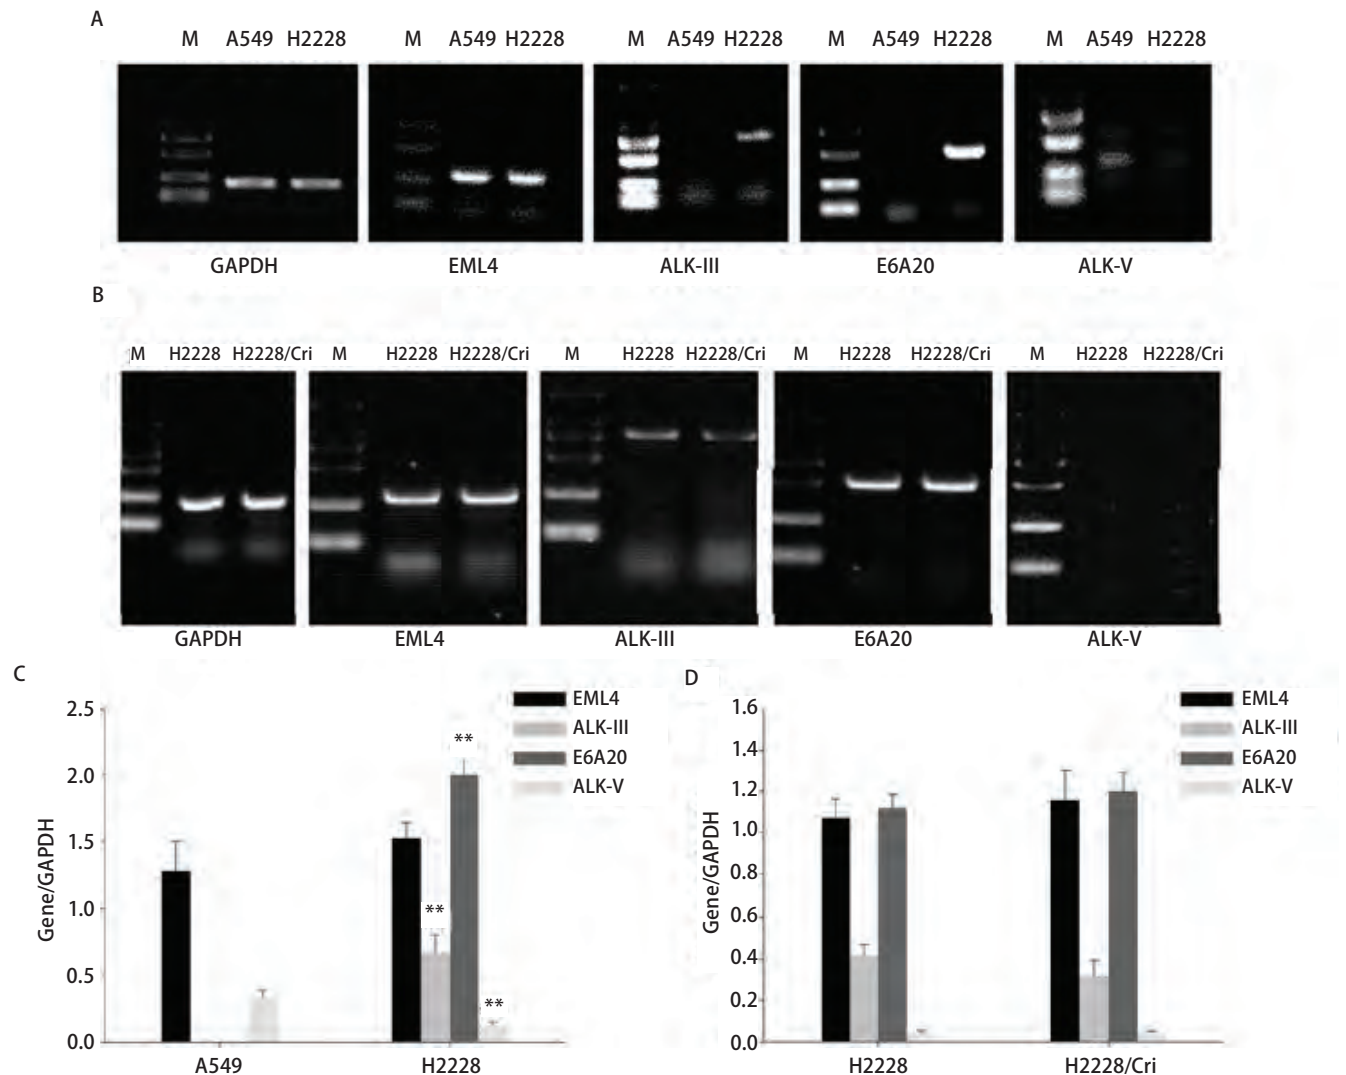 A
M A549 H2228 M A549 H2228 M A549 H2228 M A549 H2228 M A549 H2228
GAPDH EML4 ALK-III E6A20 ALK-V
B
M H2228 H2228/Cri M H2228 H2228/Cri M H2228 H2228/Cri M H2228 H2228/Cri M H2228 H2228/Cri
GAPDH EML4 ALK-III E6A20 ALK-V
C
Gene/GAPDH
2.5
2.0
1.5
1.0
0.5
0.0
**
**
**
A549 H2228
EML4
ALK-III
E6A20
ALK-V
D
Gene/GAPDH
1.6
1.4
1.2
1.0
0.8
0.6
0.4
0.2
0.0
H2228 H2228/Cri
EML4
ALK-III
E6A20
ALK-V